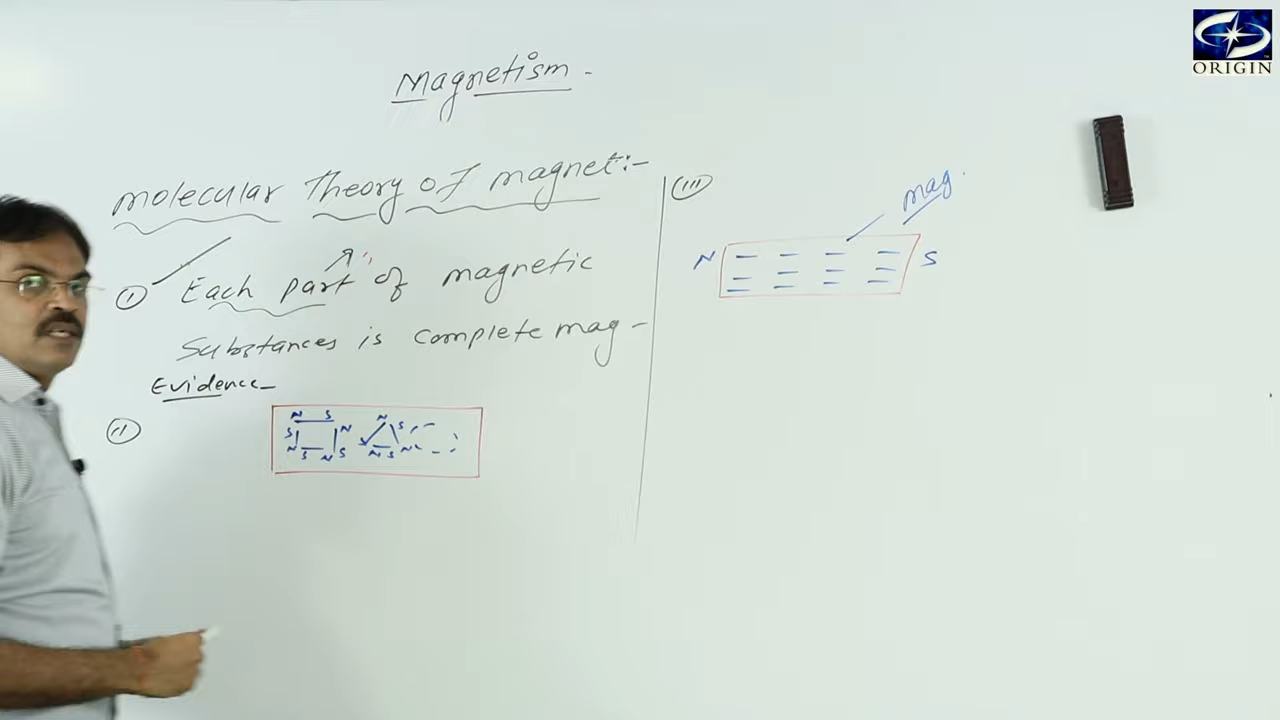 Magnetism -
Molecular Theory of magnet :-
(I) Each part of magnetic
Substances is complete mag -
Evidence -
(II)
N S
S N
N S N S
N S
N S N
(III)
mag.
N S
ORIGIN